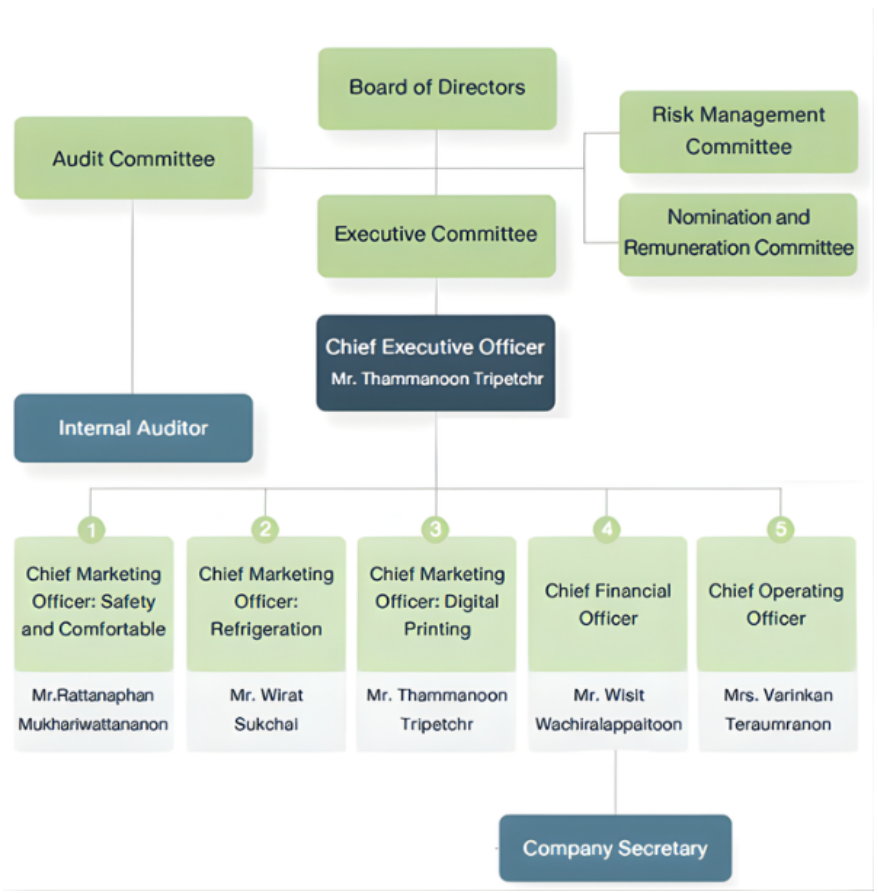 Board of Directors
Risk Management
Committee
Audit Committee
Nomination and
Remuneration Committee
Executive Committee
Chief Executive Officer
Mr. Thammanoon Tripetchr
Internal Auditor
1
Chief Marketing
Officer: Safety
and Comfortable
Mr.Rattanaphan
Mukhariwattananon
2
Chief Marketing
Officer:
Refrigeration
Mr. Wirat
Sukchai
3
Chief Marketing
Officer: Digital
Printing
Mr. Thammanoon
Tripetchr
4
Chief Financial
Officer
Mr. Wisit
Wachiralappaitoon
5
Chief Operating
Officer
Mrs. Varinkan
Teraumranon
Company Secretary